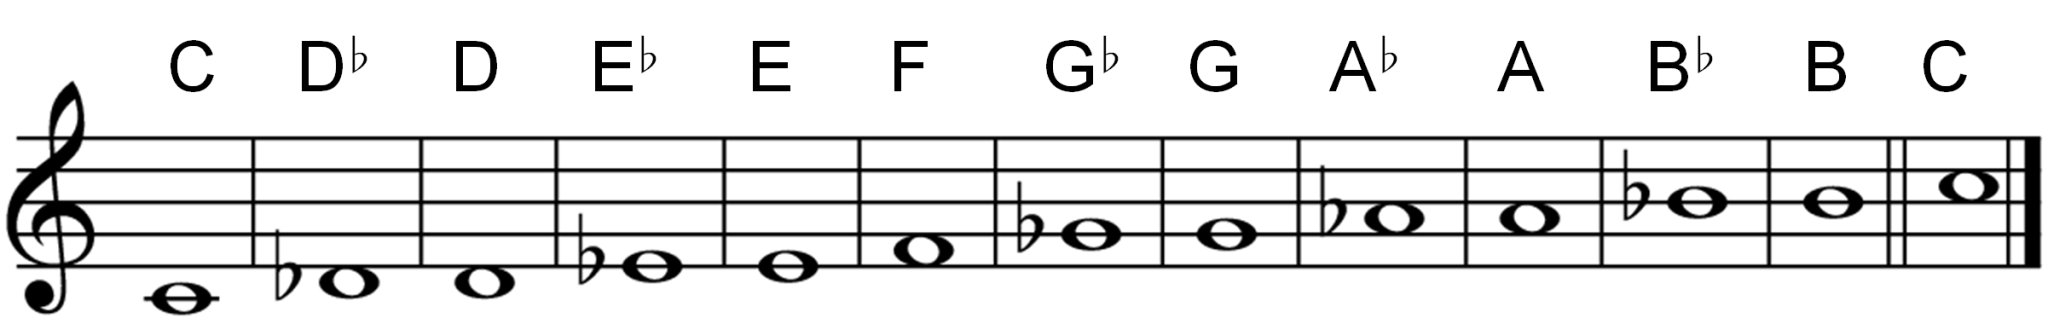 C D♭ D E♭ E F G♭ G A♭ A B♭ B C